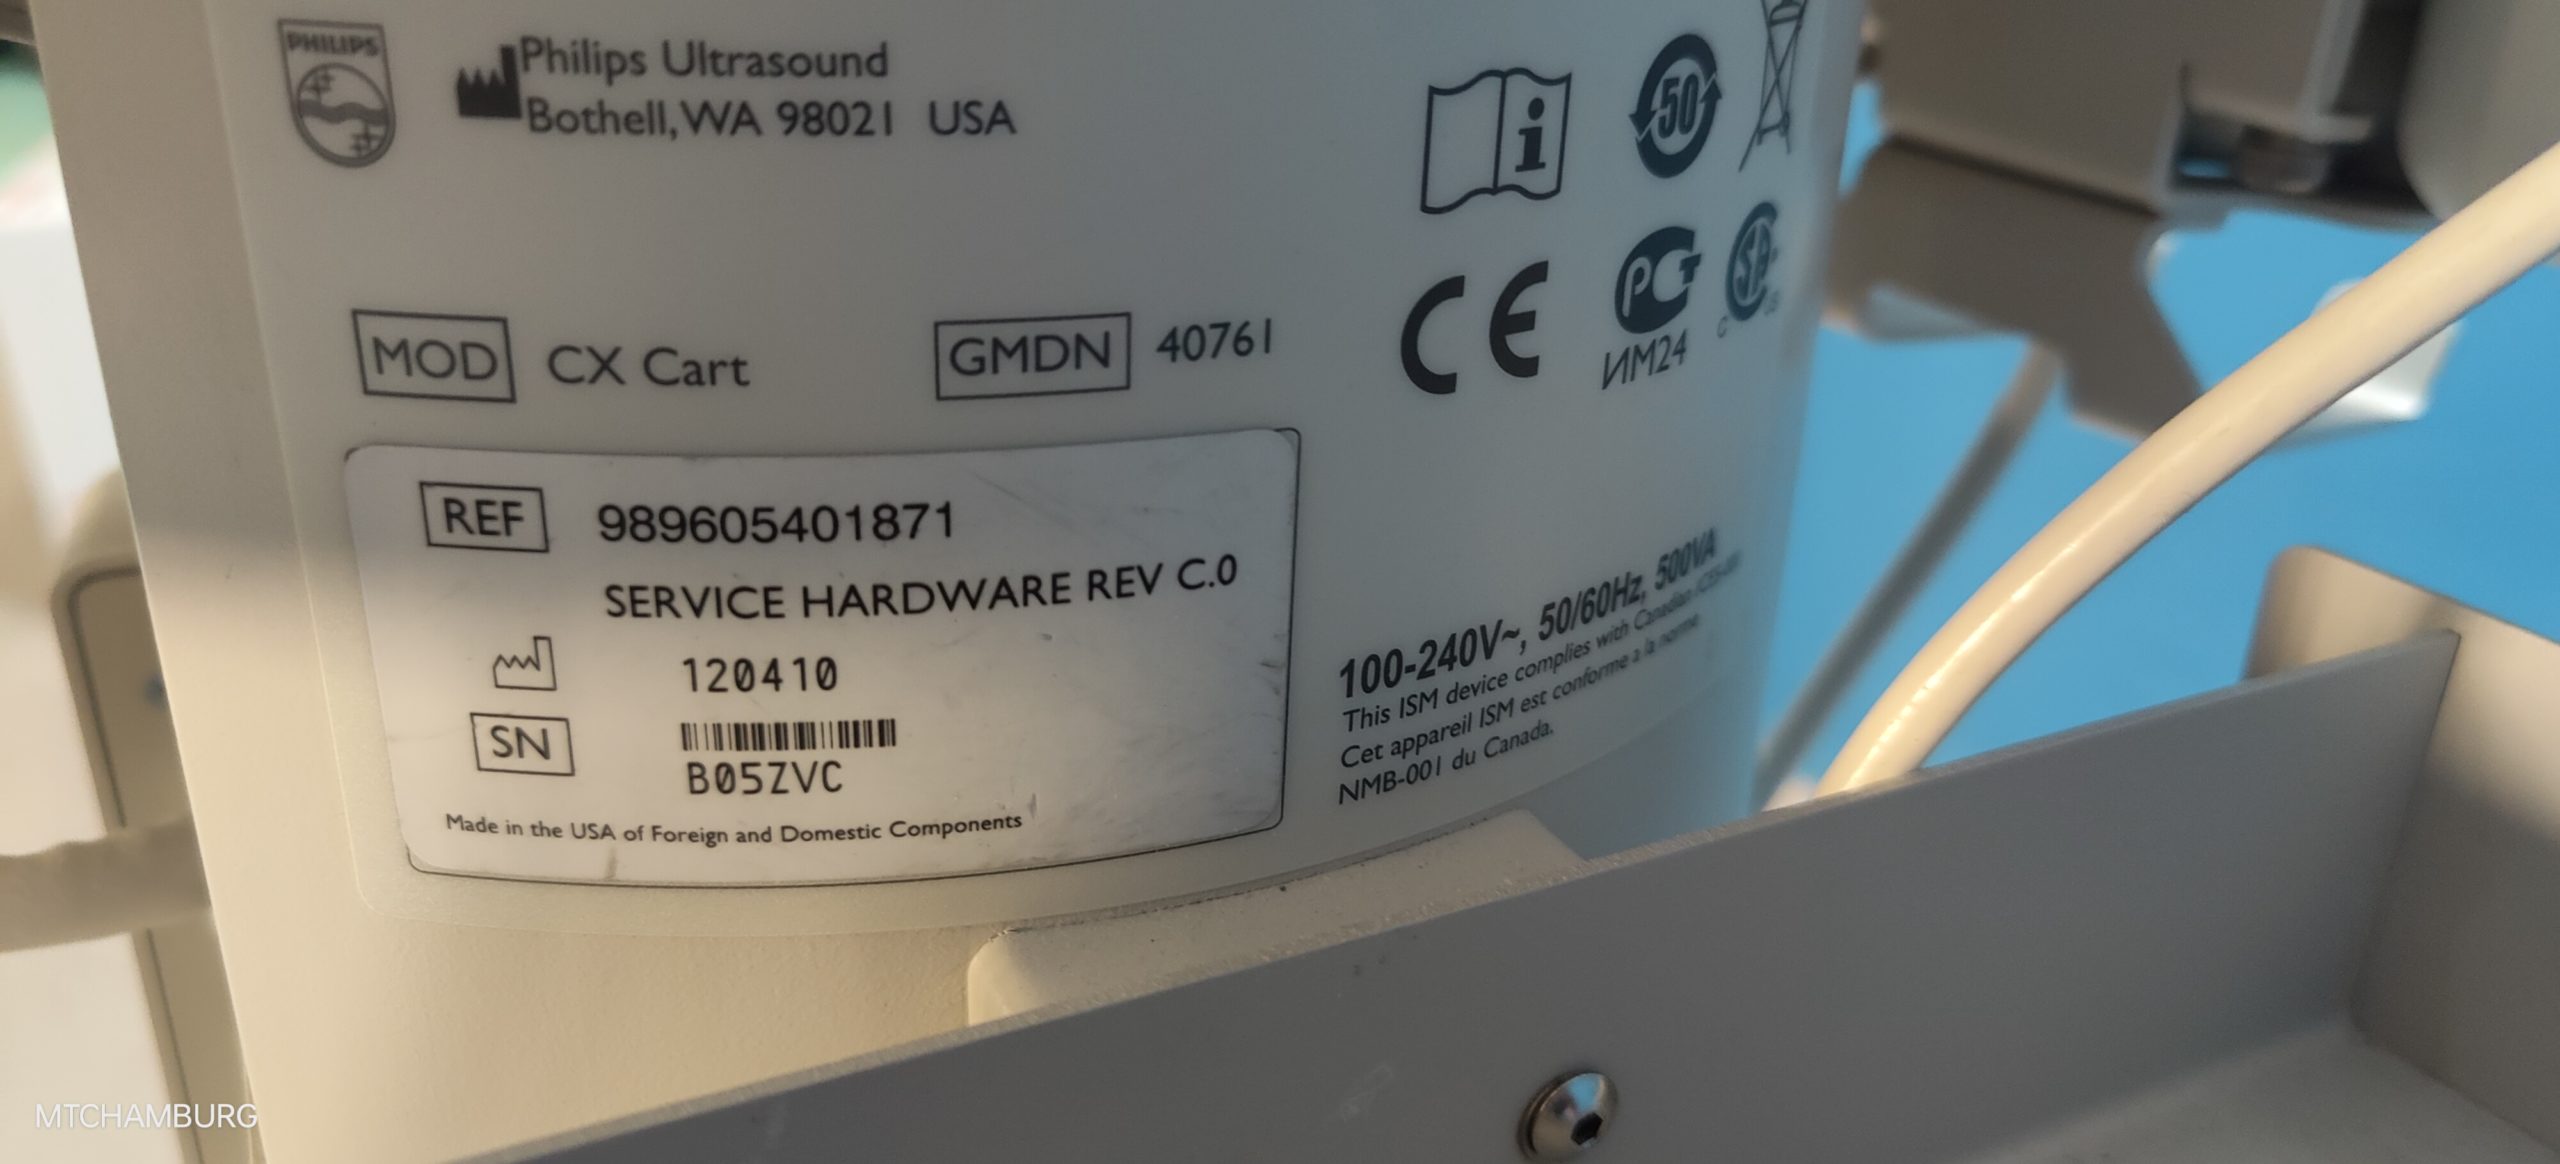 PHILIPS
Philips Ultrasound
Bothell, WA 98021 USA
i
50
MOD CX Cart
GMDN 40761
CE
РСТ
ИМ24
REF 989605401871
SERVICE HARDWARE REV C.0
120410
SN
B05ZVC
Made in the USA of Foreign and Domestic Components
100-240V~, 50/60Hz, 500VA
This ISM device complies with Canadian
Cet appareil ISM est conforme a la norme
NMB-001 du Canada.
MTCHAMBURG